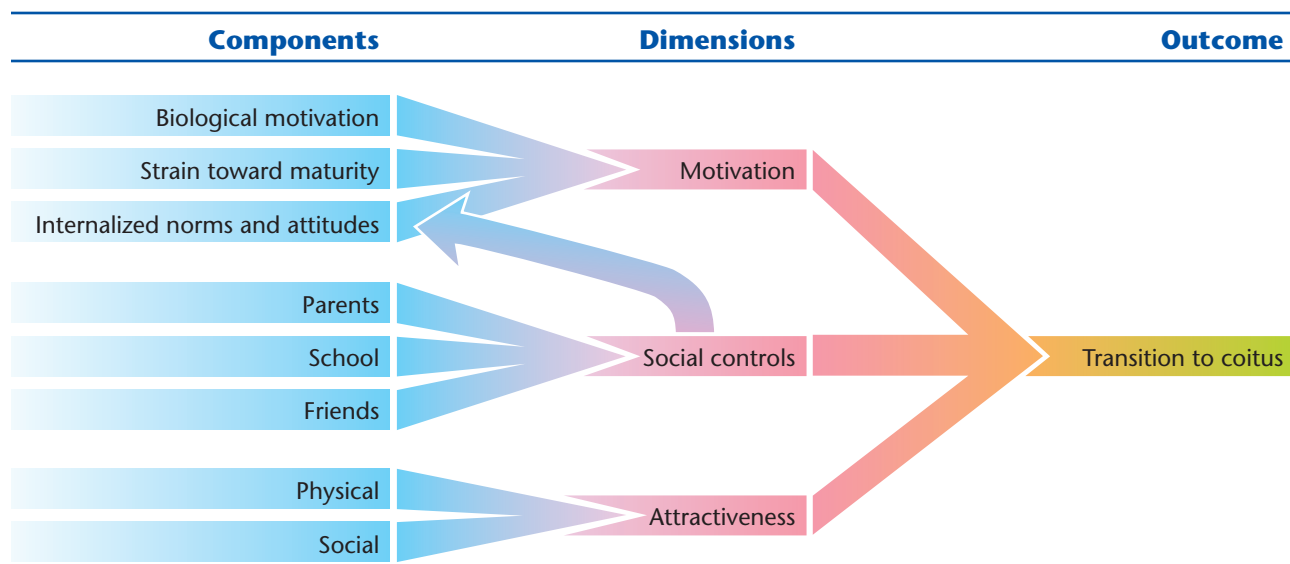 Components Dimensions Outcome
Biological motivation
Strain toward maturity Motivation
Internalized norms and attitudes
Parents
School Social controls Transition to coitus
Friends
Physical
Attractiveness
Social